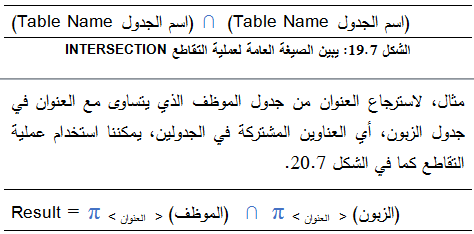 (Table Name اسم الجدول) ∩ (Table Name اسم الجدول)
الشكل 19.7: يبين الصيغة العامة لعملية التقاطع INTERSECTION
مثال، لاسترجاع العنوان من جدول الموظف الذي يتساوى مع العنوان في
جدول الزبون، أي العناوين المشتركة في الجدولين، يمكننا استخدام عملية
التقاطع كما في الشكل 20.7.
Result = π < العنوان > (الموظف) ∩ π < العنوان > (الزبون)